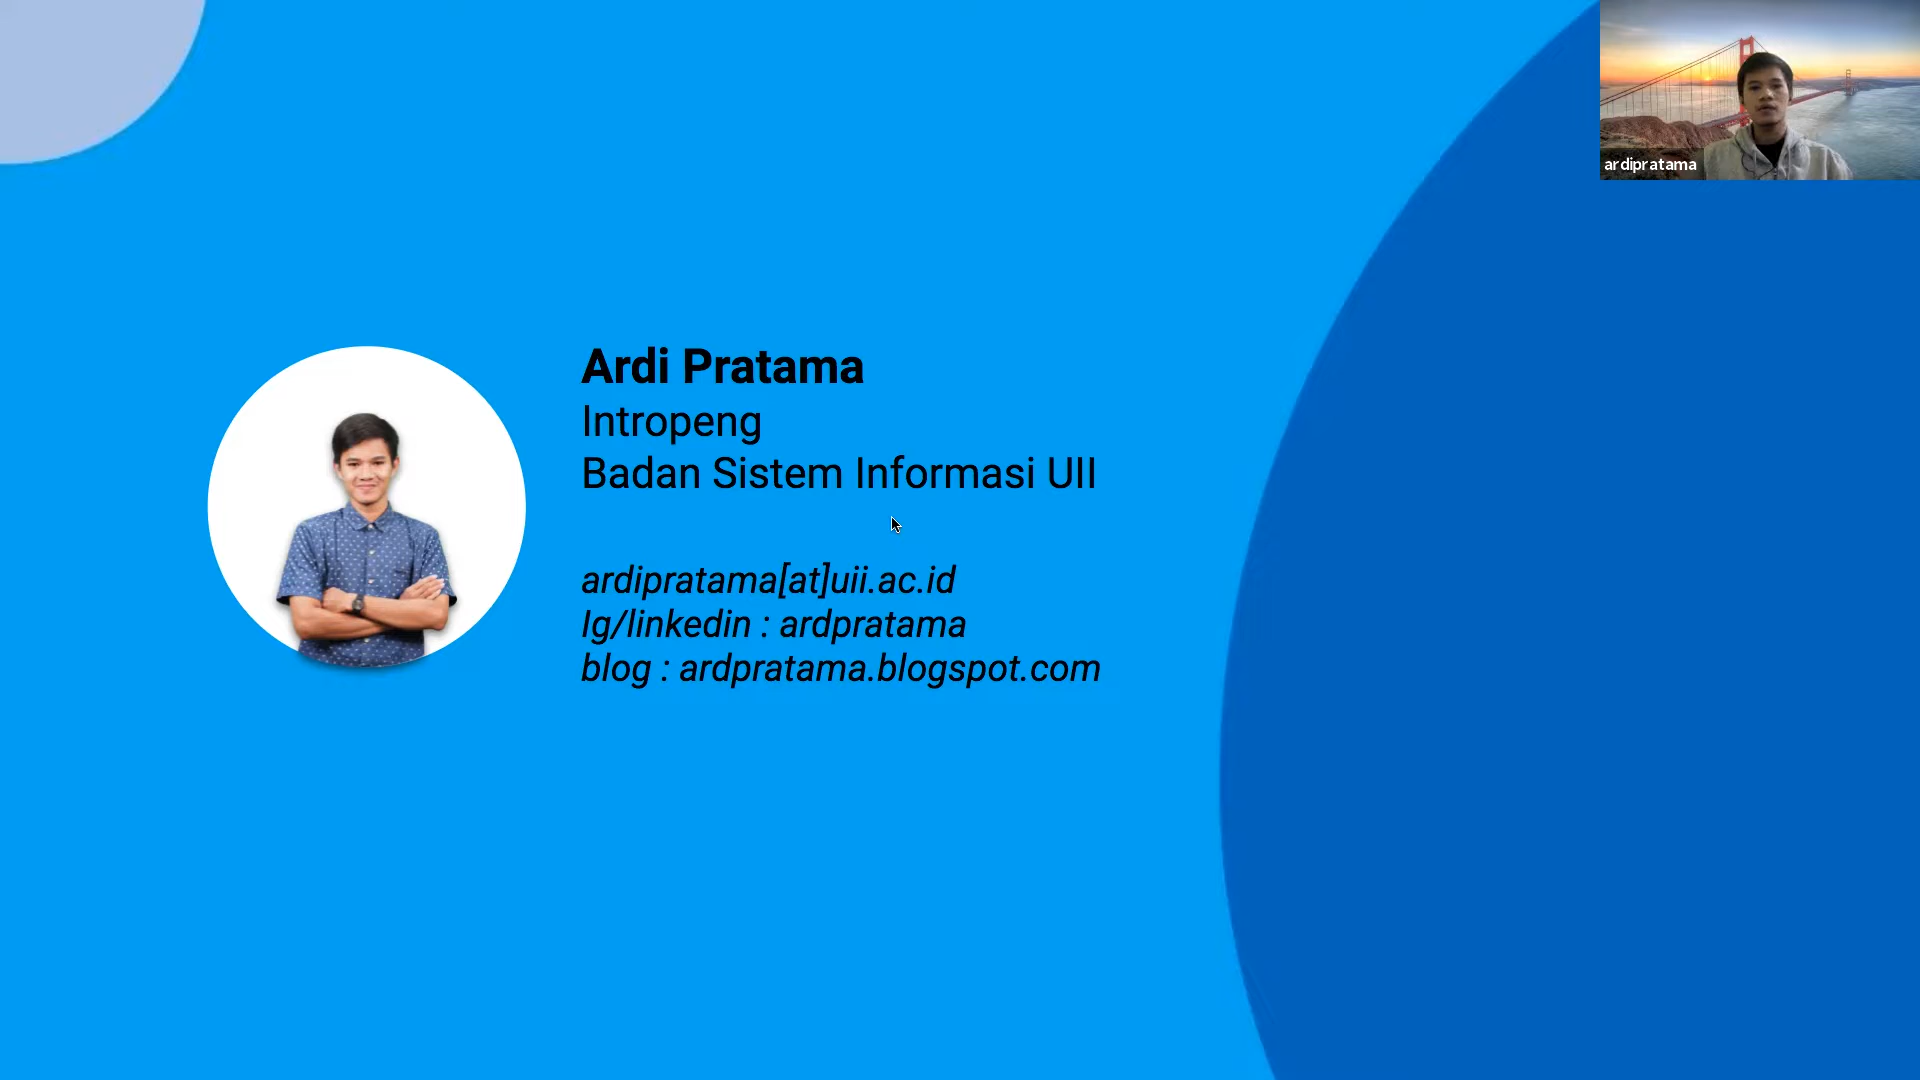 ardipratama
Ardi Pratama
Intropeng
Badan Sistem Informasi UII
ardipratama[at]uii.ac.id
Ig/linkedin : ardpratama
blog : ardpratama.blogspot.com